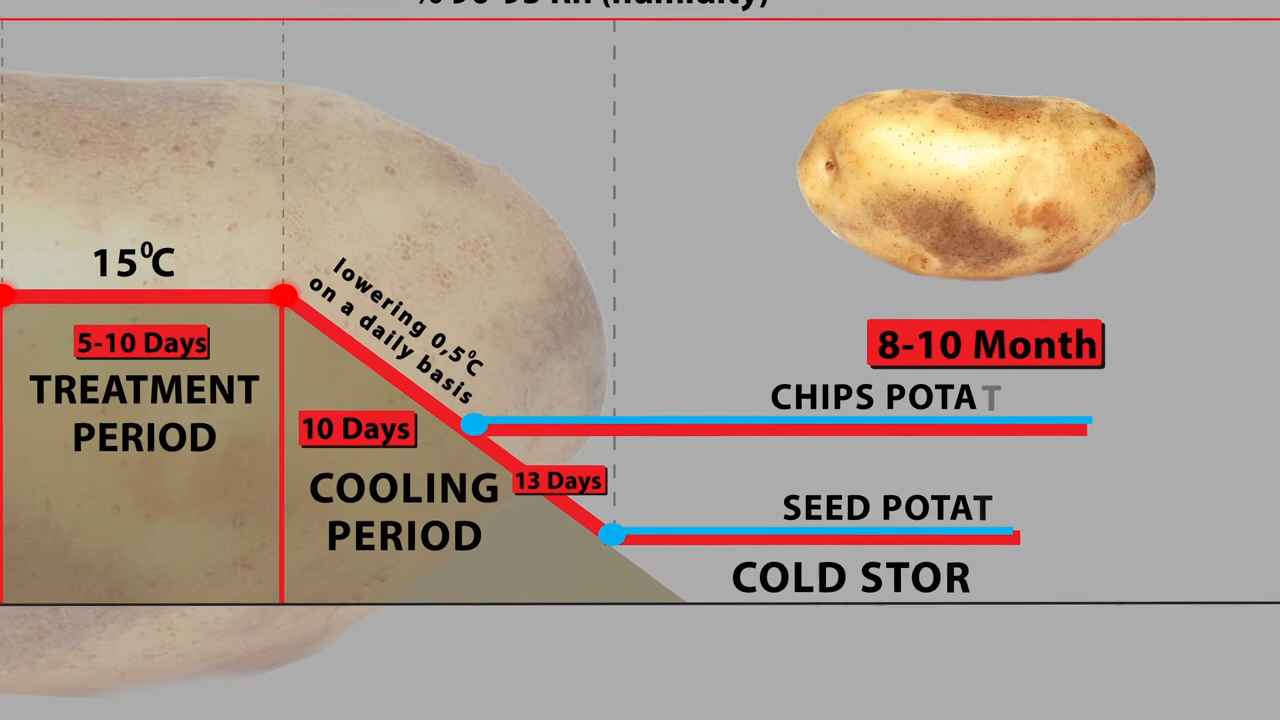 15⁰C
5-10 Days
TREATMENT
PERIOD
lowering 0,5⁰C
on a daily basis
10 Days
COOLING
PERIOD
13 Days
8-10 Month
CHIPS POTAT
SEED POTAT
COLD STOR